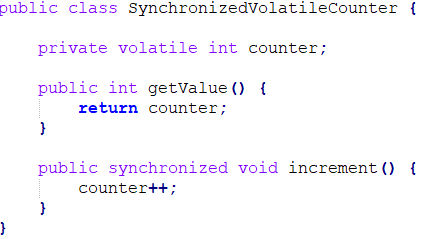 public class SynchronizedVolatileCounter {
    private volatile int counter;
    public int getValue() {
        return counter;
    }
    public synchronized void increment() {
        counter++;
    }
}